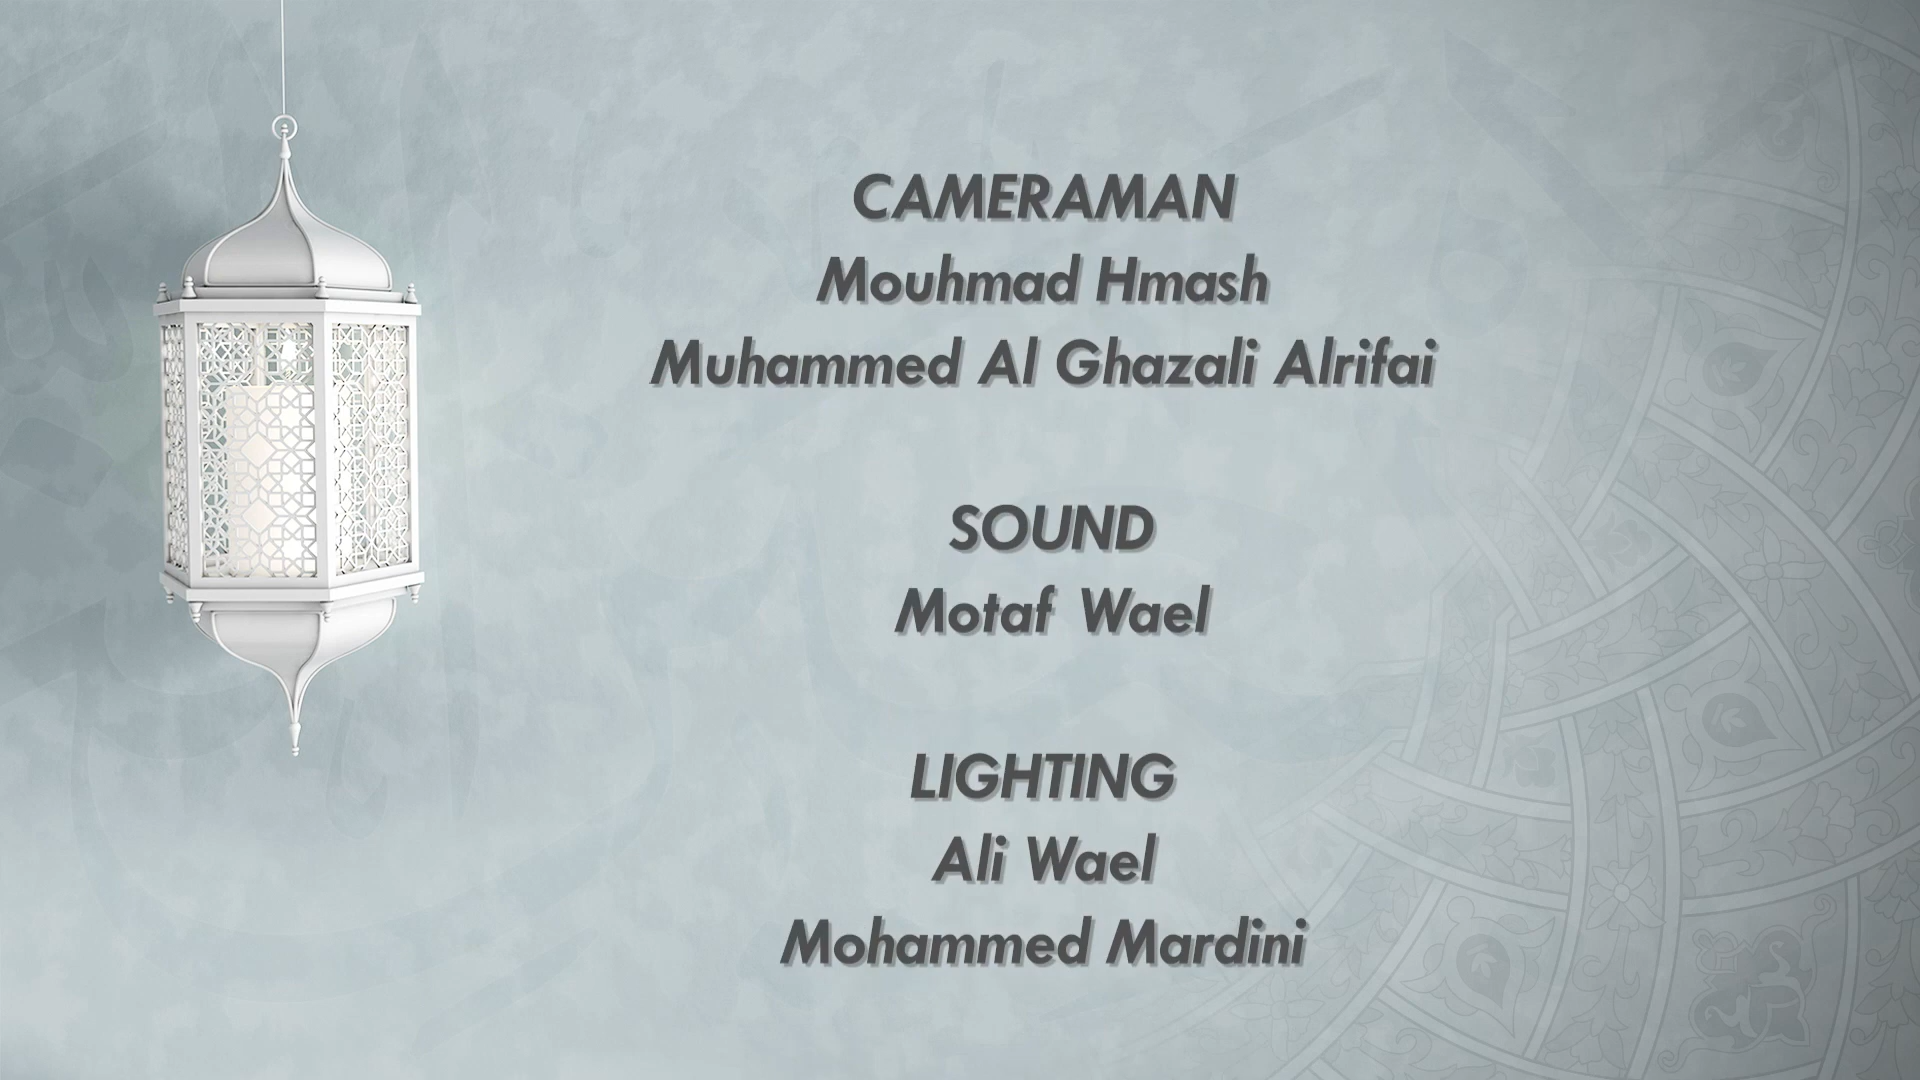 CAMERAMAN
Mouhmad Hmash
Muhammed Al Ghazali Alrifai
SOUND
Motaf Wael
LIGHTING
Ali Wael
Mohammed Mardini